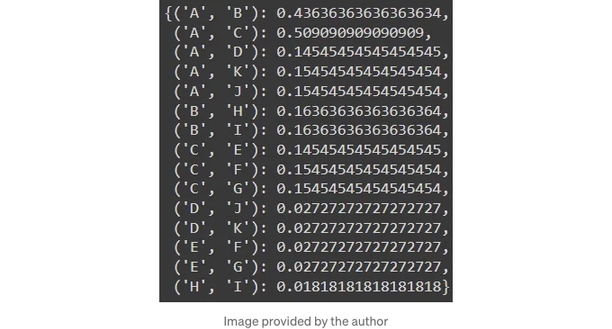 {('A', 'B'): 0.43636363636363634,
('A', 'C'): 0.509090909090909,
('A', 'D'): 0.14545454545454545,
('A', 'K'): 0.15454545454545454,
('A', 'J'): 0.15454545454545454,
('B', 'H'): 0.16363636363636364,
('B', 'I'): 0.16363636363636364,
('C', 'E'): 0.14545454545454545,
('C', 'F'): 0.15454545454545454,
('C', 'G'): 0.15454545454545454,
('D', 'J'): 0.02727272727272727,
('D', 'K'): 0.02727272727272727,
('E', 'F'): 0.02727272727272727,
('E', 'G'): 0.02727272727272727,
('H', 'I'): 0.01818181818181818}
Image provided by the author